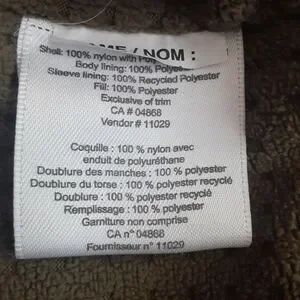 NOM :
Shell: 100% nylon with
Body lining: 100%
Sleeve lining: 100% Recycled Polyester
Fill: 100% Polyester
Exclusive of trim
CA # 04868
Vendor # 11029
Coquille : 100 % nylon avec
enduit de polyuréthane
Doublure des manches : 100 % polyester
Doublure du torse : 100 % polyester recyclé
Doublure : 100 % polyester recyclé
Remplissage : 100 % polyester
Garniture non comprise
CA n° 04868
Fournisseur n° 11029